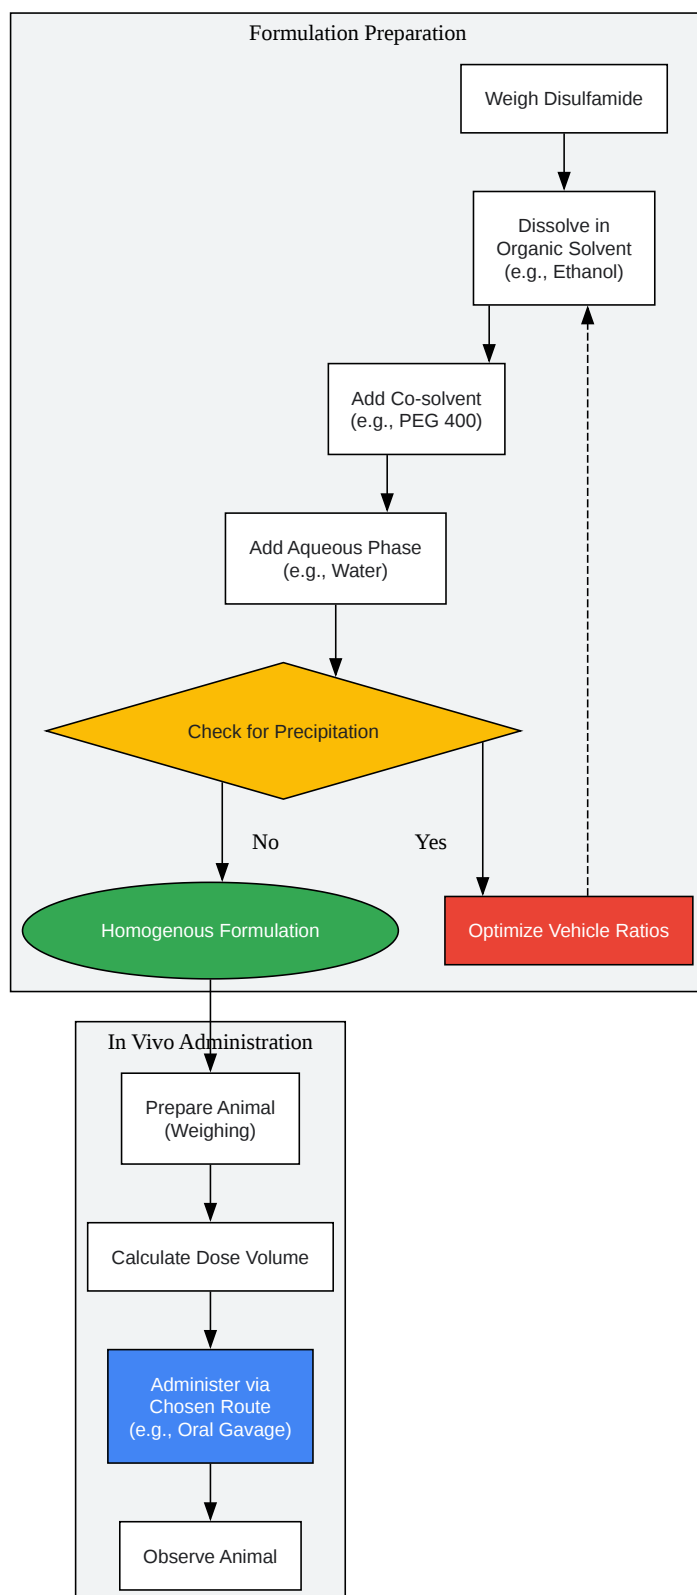 Formulation Preparation
Weigh Disulfamide
Dissolve in
Organic Solvent
(e.g., Ethanol)
Add Co-solvent
(e.g., PEG 400)
Add Aqueous Phase
(e.g., Water)
Check for Precipitation
No
Yes
Homogenous Formulation
Optimize Vehicle Ratios
In Vivo Administration
Prepare Animal
(Weighing)
Calculate Dose Volume
Administer via
Chosen Route
(e.g., Oral Gavage)
Observe Animal